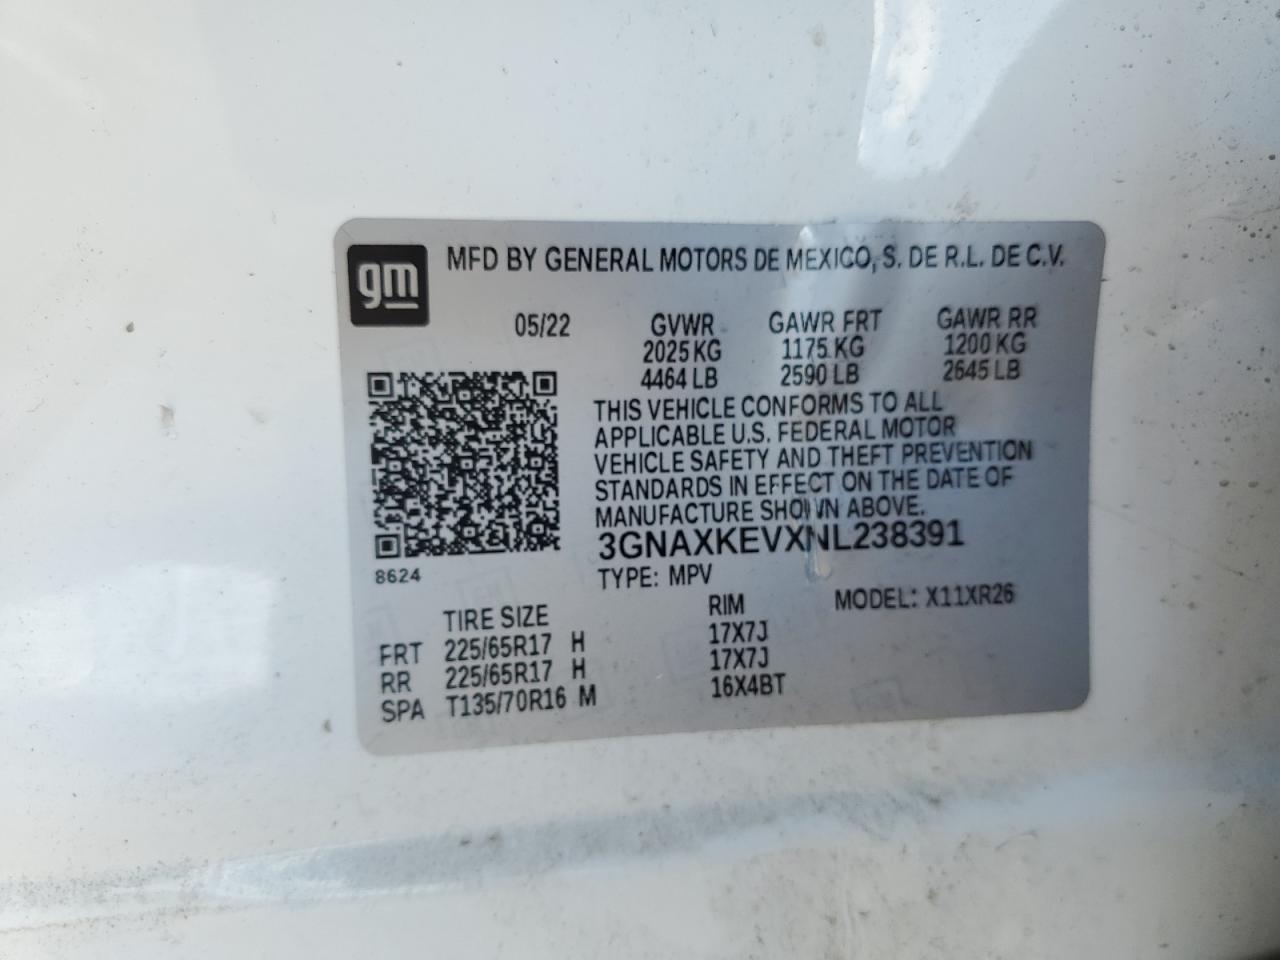 gm
MFD BY GENERAL MOTORS DE MEXICO, S. DE R.L. DE C.V.
05/22 GVWR GAWR FRT GAWR RR
2025 KG 1175 KG 1200 KG
4464 LB 2590 LB 2645 LB
THIS VEHICLE CONFORMS TO ALL
APPLICABLE U.S. FEDERAL MOTOR
VEHICLE SAFETY AND THEFT PREVENTION
STANDARDS IN EFFECT ON THE DATE OF
MANUFACTURE SHOWN ABOVE.
3GNAXKEVXNL238391
8624
TYPE: MPV
MODEL: X11XR26
TIRE SIZE RIM
FRT 225/65R17 H 17X7J
RR 225/65R17 H 17X7J
SPA T135/70R16 M 16X4BT